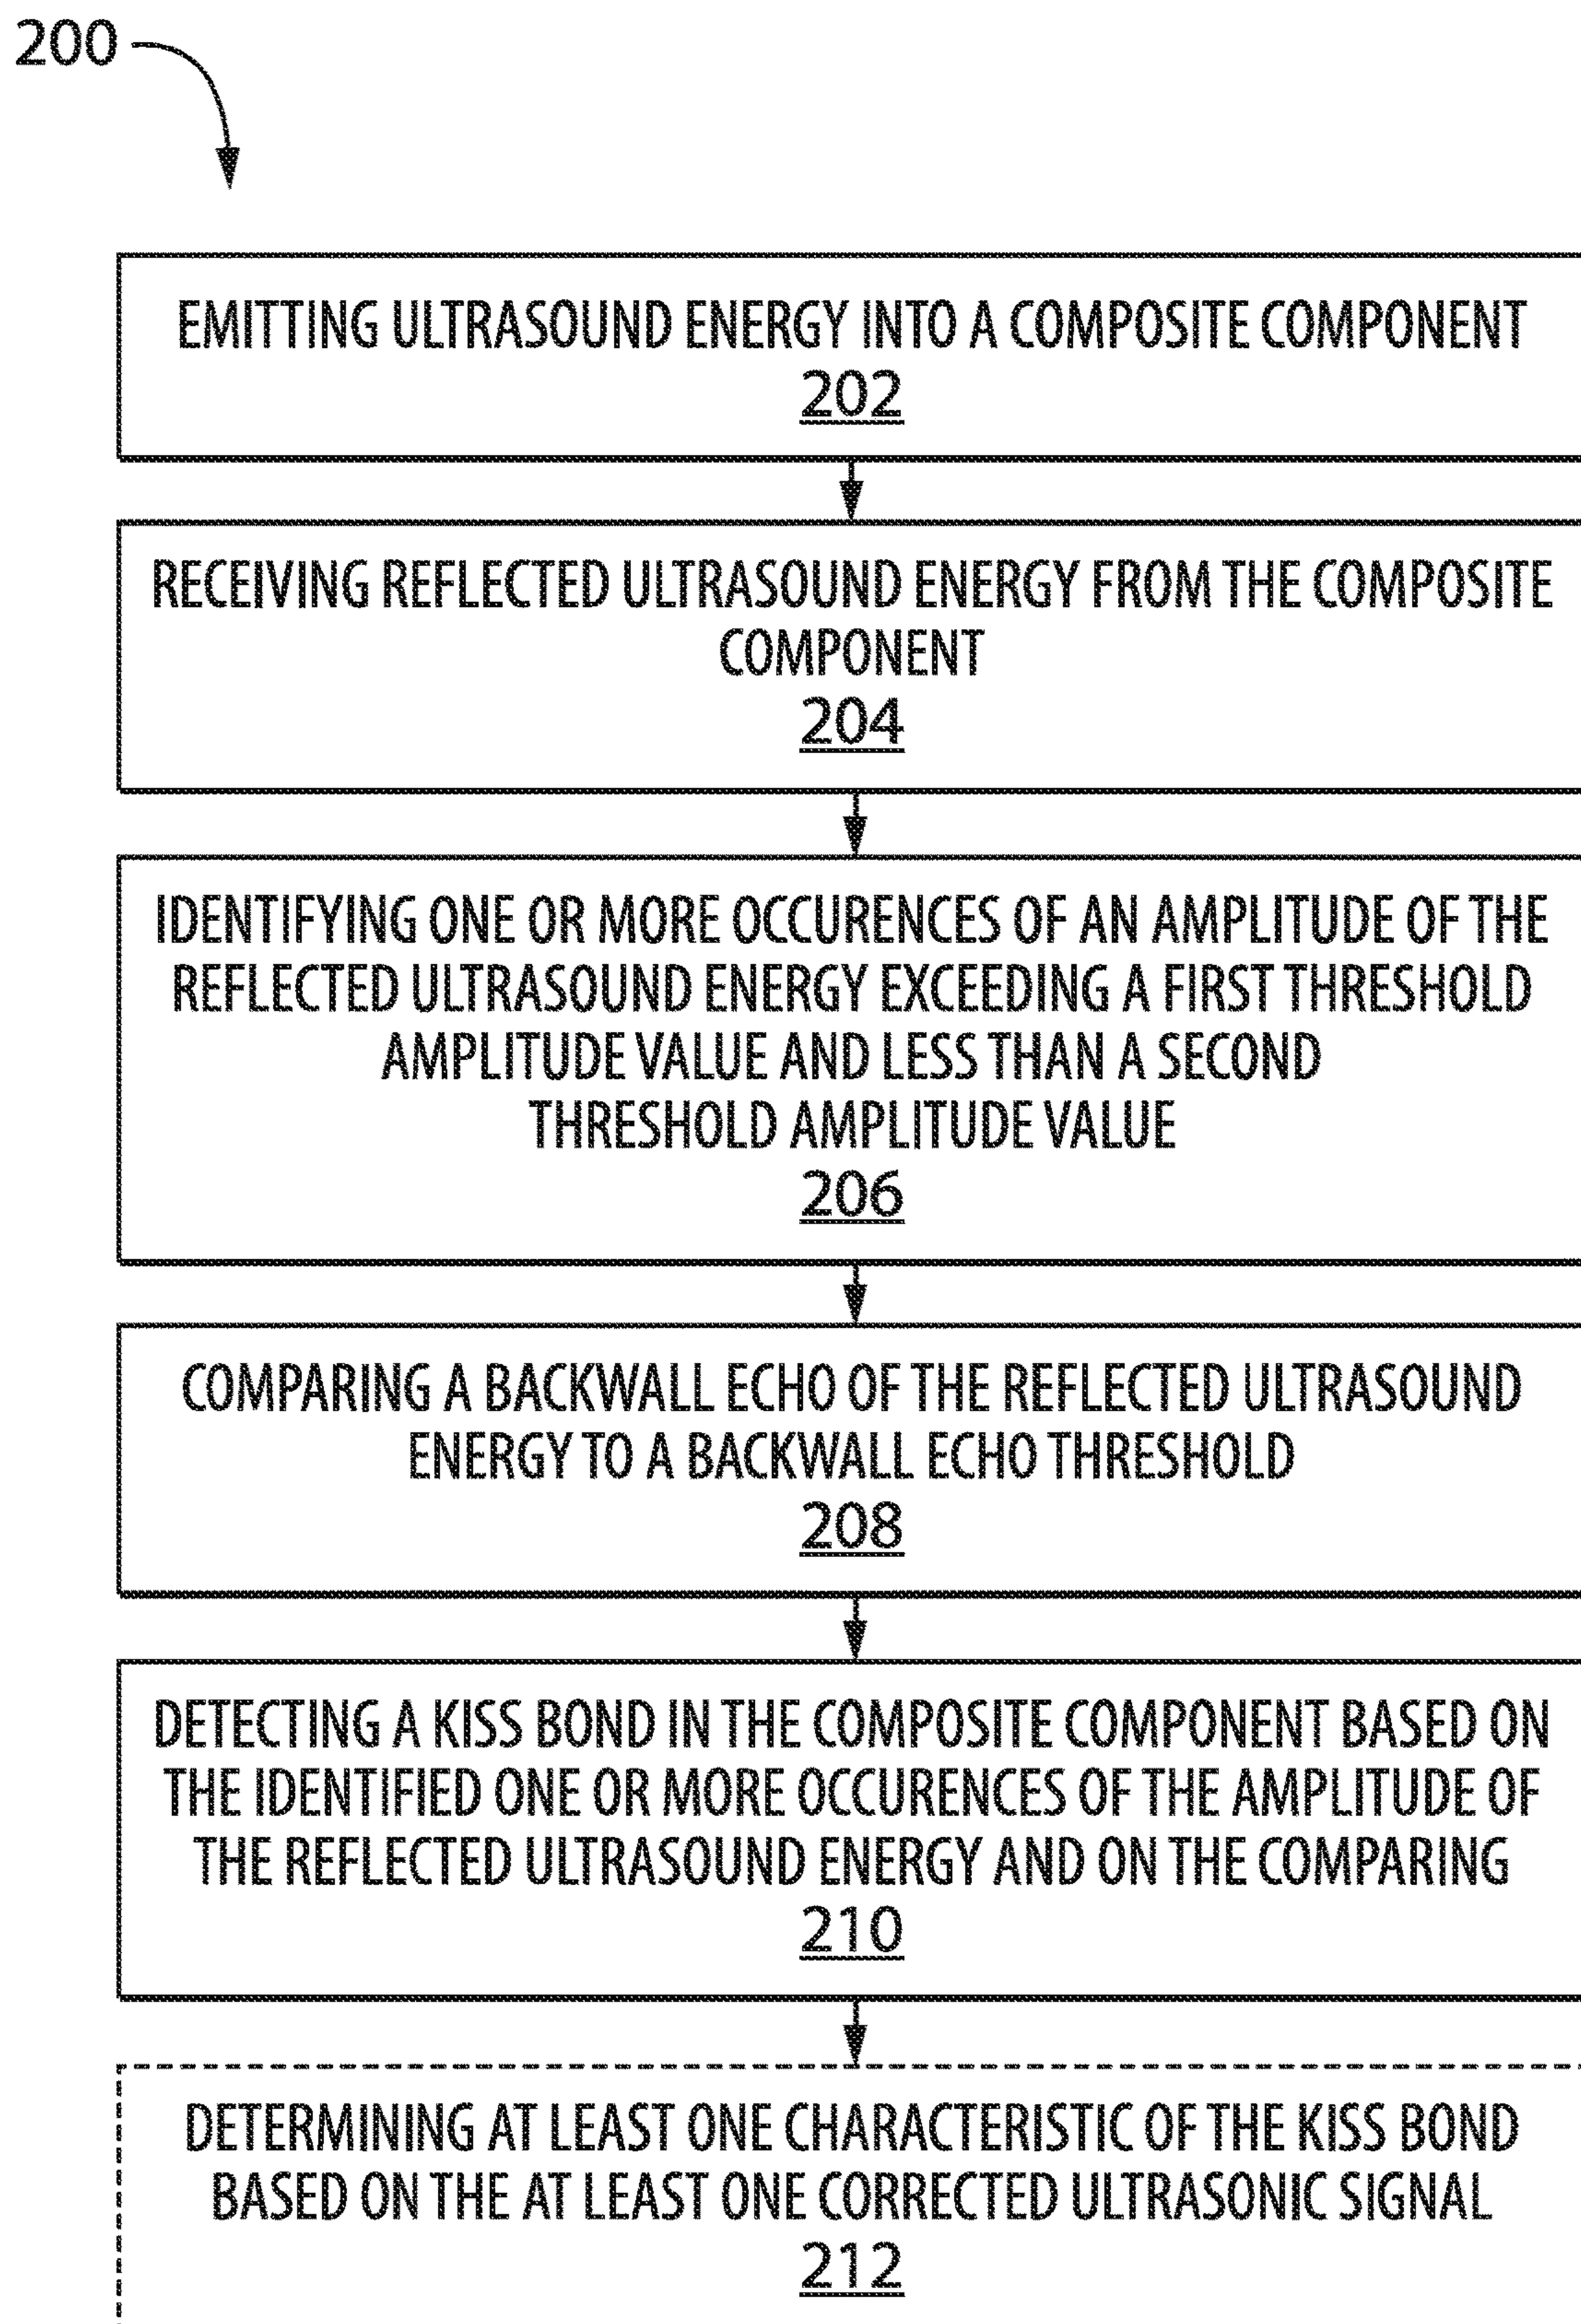 200
EMITTING ULTRASOUND ENERGY INTO A COMPOSITE COMPONENT
202
RECEIVING REFLECTED ULTRASOUND ENERGY FROM THE COMPOSITE
COMPONENT
204
IDENTIFYING ONE OR MORE OCCURENCES OF AN AMPLITUDE OF THE
REFLECTED ULTRASOUND ENERGY EXCEEDING A FIRST THRESHOLD
AMPLITUDE VALUE AND LESS THAN A SECOND
THRESHOLD AMPLITUDE VALUE
206
COMPARING A BACKWALL ECHO OF THE REFLECTED ULTRASOUND
ENERGY TO A BACKWALL ECHO THRESHOLD
208
DETECTING A KISS BOND IN THE COMPOSITE COMPONENT BASED ON
THE IDENTIFIED ONE OR MORE OCCURENCES OF THE AMPLITUDE OF
THE REFLECTED ULTRASOUND ENERGY AND ON THE COMPARING
210
DETERMINING AT LEAST ONE CHARACTERISTIC OF THE KISS BOND
BASED ON THE AT LEAST ONE CORRECTED ULTRASONIC SIGNAL
212